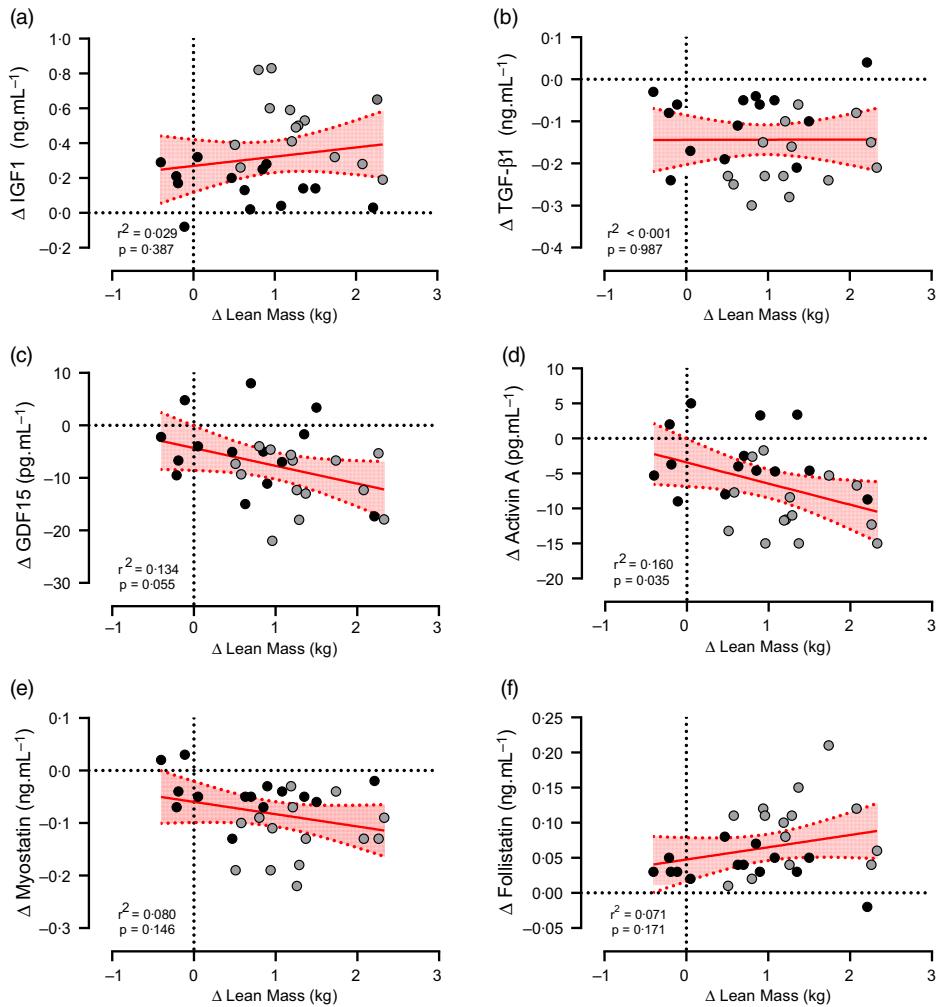 (a)
Δ IGF1 (ng.mL⁻¹)
1·0
0·8
0·6
0·4
0·2
0·0
–0·2
r² = 0·029
p = 0·387
–1
0
1
2
3
Δ Lean Mass (kg)
(b)
Δ TGF-β1 (ng.mL⁻¹)
0·1
0·0
–0·1
–0·2
–0·3
–0·4
r² < 0·001
p = 0·987
–1
0
1
2
3
Δ Lean Mass (kg)
(c)
Δ GDF15 (pg.mL⁻¹)
10
0
–10
–20
–30
r² = 0·134
p = 0·055
–1
0
1
2
3
Δ Lean Mass (kg)
(d)
Δ Activin A (pg.mL⁻¹)
10
5
0
–5
–10
–15
–20
r² = 0·160
p = 0·035
–1
0
1
2
3
Δ Lean Mass (kg)
(e)
Δ Myostatin (ng.mL⁻¹)
0·1
0·0
–0·1
–0·2
–0·3
r² = 0·080
p = 0·146
–1
0
1
2
3
Δ Lean Mass (kg)
(f)
Δ Follistatin (ng.mL⁻¹)
0·25
0·20
0·15
0·10
0·05
0·00
–0·05
r² = 0·071
p = 0·171
–1
0
1
2
3
Δ Lean Mass (kg)